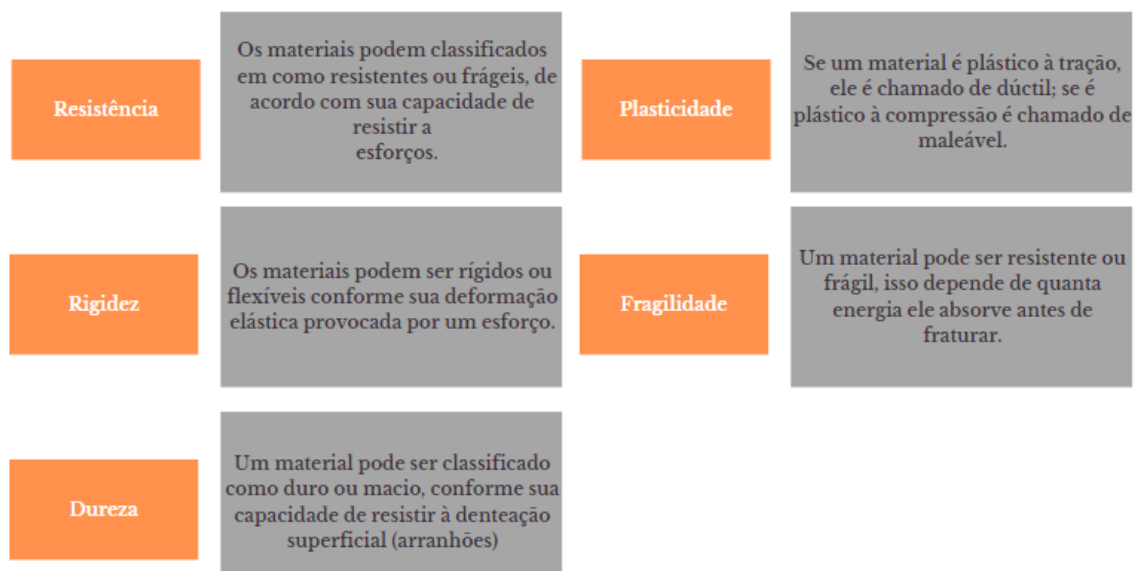 Resistência
Os materiais podem classificados
em como resistentes ou frágeis, de
acordo com sua capacidade de
resistir a
esforços.
Plasticidade
Se um material é plástico à tração,
ele é chamado de dúctil; se é
plástico à compressão é chamado de
maleável.
Rigidez
Os materiais podem ser rígidos ou
flexíveis conforme sua deformação
elástica provocada por um esforço.
Fragilidade
Um material pode ser resistente ou
frágil, isso depende de quanta
energia ele absorve antes de
fraturar.
Dureza
Um material pode ser classificado
como duro ou macio, conforme sua
capacidade de resistir à denteação
superficial (arranhões)